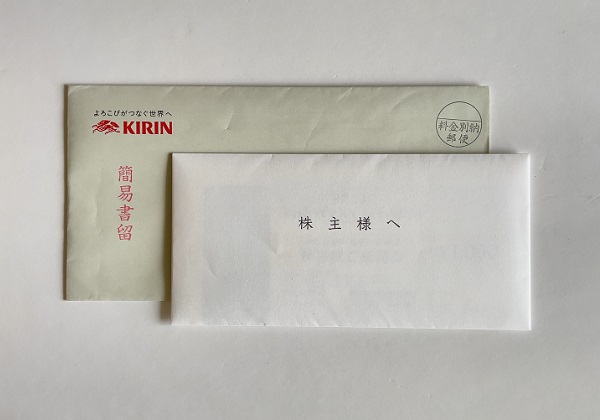 よろこびがつなぐ世界へ
KIRIN
料金別納
郵便
簡易書留
株主様へ